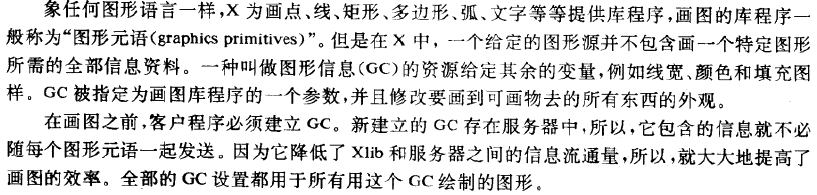 象任何图形语言一样,X 为画点、线、矩形、多边形、弧、文字等等提供库程序,画图的库程序一
般称为“图形元语(graphics primitives)”。但是在 X 中, 一个给定的图形源并不包含画一个特定图形
所需的全部信息资料。一种叫做图形信息(GC)的资源给定其余的变量,例如线宽、颜色和填充图
样。GC 被指定为画图库程序的一个参数,并且修改要画到可画物去的所有东西的外观。
在画图之前,客户程序必须建立 GC。新建立的 GC 存在服务器中,所以,它包含的信息就不必
随每个图形元语一起发送。因为它降低了 Xlib 和服务器之间的信息流通量,所以,就大大地提高了
画图的效率。全部的 GC 设置都用于所有用这个 GC 绘制的图形。